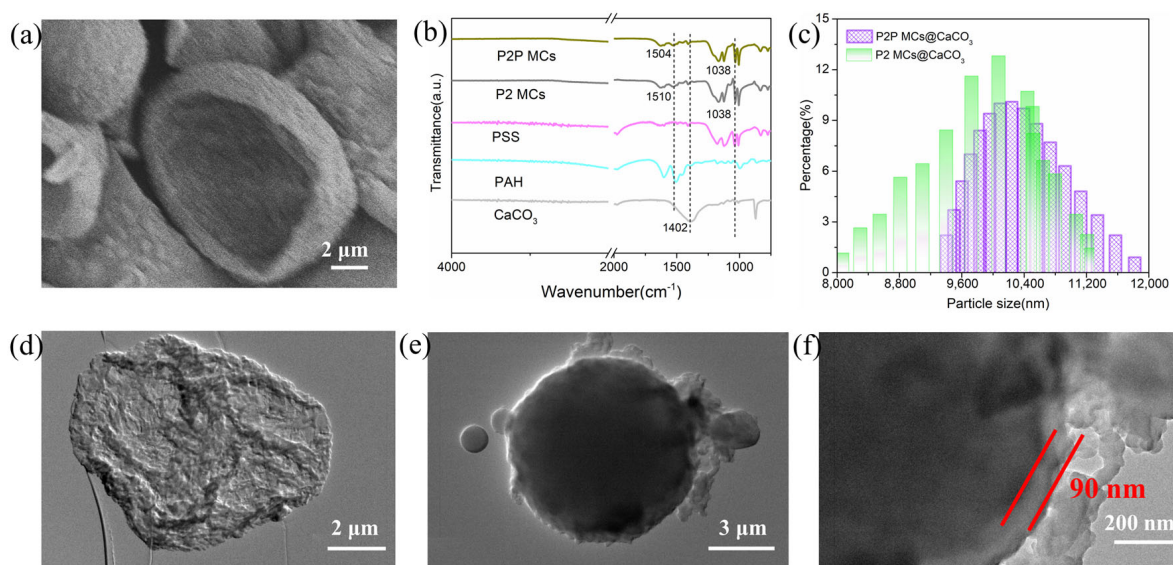 (a)
2 μm
(b)
P2P MCs
1504
1038
P2 MCs
1510
1038
PSS
PAH
CaCO₃
1402
Transmittance(a.u.)
4000
2000
2000
1500
1000
Wavenumber(cm⁻¹)
(c)
P2P MCs@CaCO₃
P2 MCs@CaCO₃
Percentage(%)
15
12
9
6
3
0
8,000
8,800
9,600
10,400
11,200
12,000
Particle size(nm)
(d)
2 μm
(e)
3 μm
(f)
90 nm
200 nm